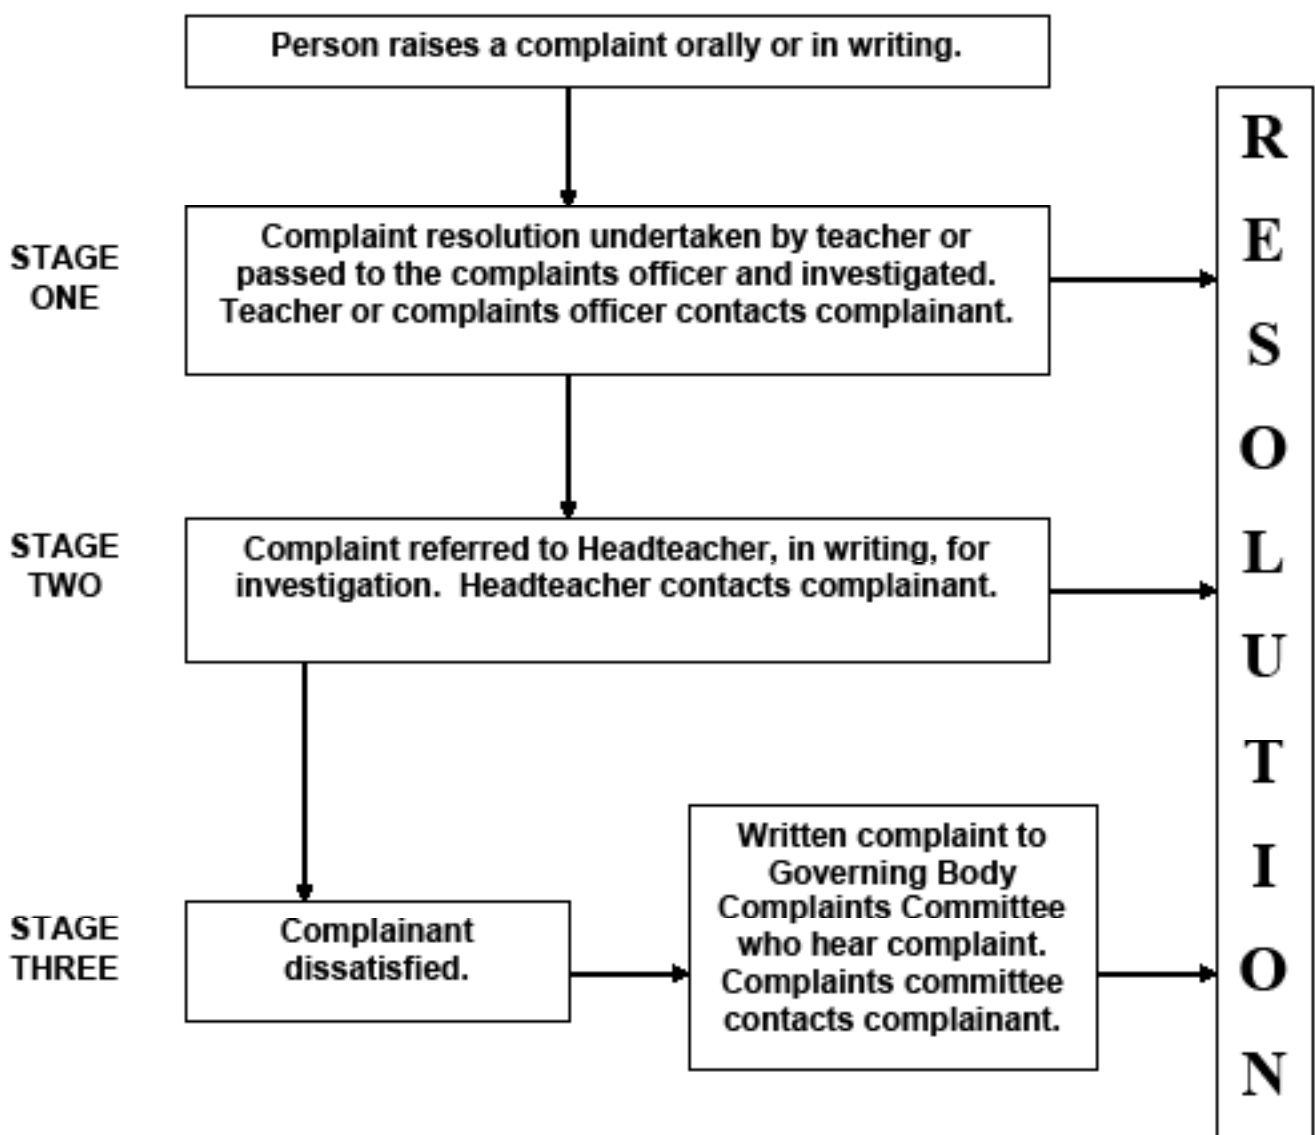 Person raises a complaint orally or in writing.
STAGE
ONE
Complaint resolution undertaken by teacher or
passed to the complaints officer and investigated.
Teacher or complaints officer contacts complainant.
STAGE
TWO
Complaint referred to Headteacher, in writing, for
investigation.  Headteacher contacts complainant.
STAGE
THREE
Complainant
dissatisfied.
Written complaint to
Governing Body
Complaints Committee
who hear complaint.
Complaints committee
contacts complainant.
R
E
S
O
L
U
T
I
O
N